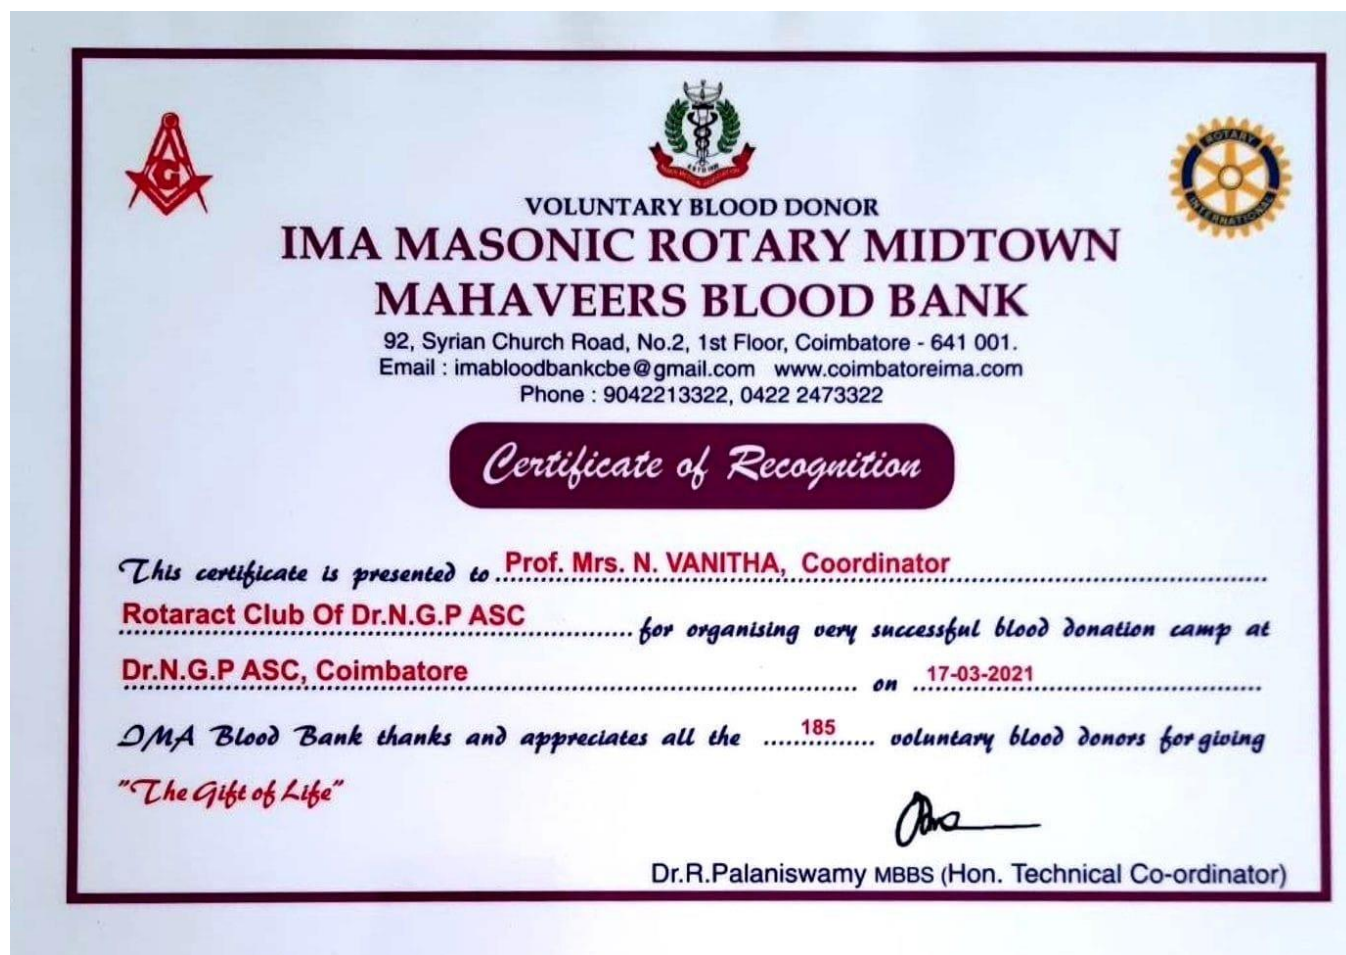 G
ROTARY
INTERNATIONAL
VOLUNTARY BLOOD DONOR
IMA MASONIC ROTARY MIDTOWN
MAHAVEERS BLOOD BANK
92, Syrian Church Road, No.2, 1st Floor, Coimbatore - 641 001.
Email : imabloodbankcbe@gmail.com www.coimbatoreima.com
Phone : 9042213322, 0422 2473322
Certificate of Recognition
This certificate is presented to Prof. Mrs. N. VANITHA, Coordinator
Rotaract Club Of Dr.N.G.P ASC for organising very successful blood donation camp at
Dr.N.G.P ASC, Coimbatore on 17-03-2021
IMA Blood Bank thanks and appreciates all the 185 voluntary blood donors for giving
"The Gift of Life"
Dr.R.Palaniswamy MBBS (Hon. Technical Co-ordinator)